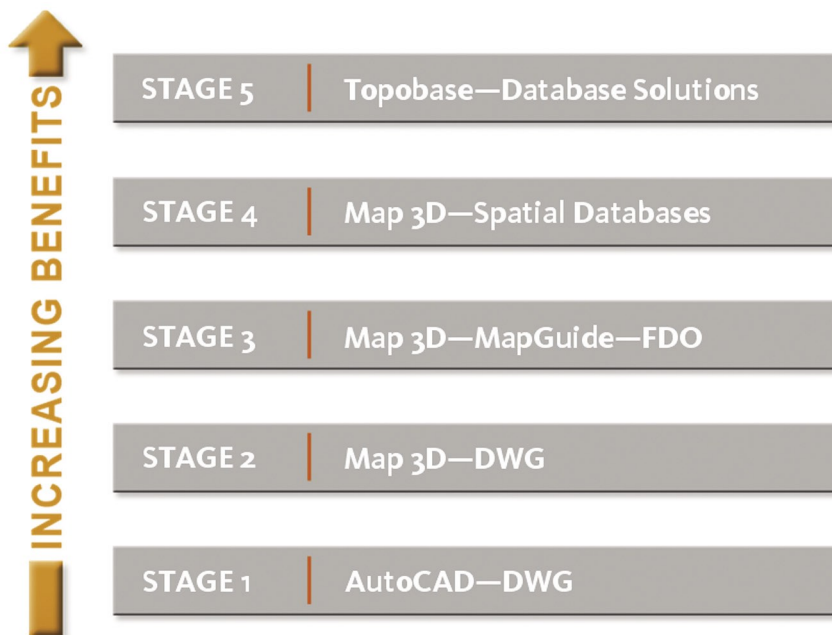 INCREASING BENEFITS
STAGE 5 | Topobase—Database Solutions
STAGE 4 | Map 3D—Spatial Databases
STAGE 3 | Map 3D—MapGuide—FDO
STAGE 2 | Map 3D—DWG
STAGE 1 | AutoCAD—DWG